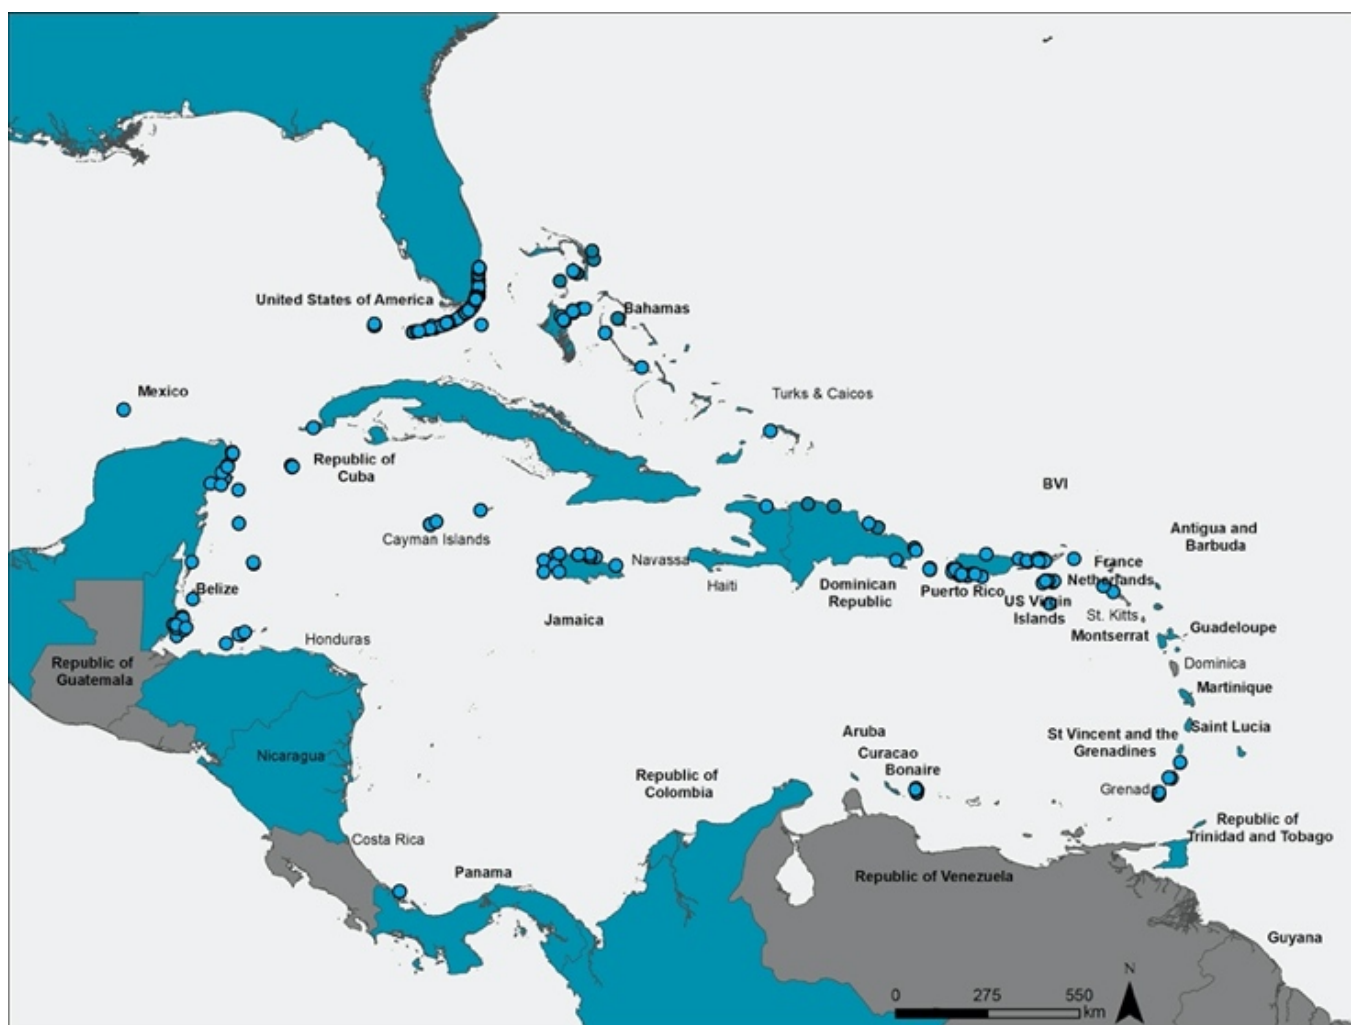 United States of America
Bahamas
Mexico
Turks & Caicos
Republic of
Cuba
BVI
Cayman Islands
Antigua and
Barbuda
Navassa
France
Netherlands
Haiti
Belize
Dominican
Republic
Puerto Rico
US Virgin
Islands
St. Kitts
Jamaica
Montserrat
Guadeloupe
Honduras
Republic of
Guatemala
Dominica
Martinique
Saint Lucia
St Vincent and the
Grenadines
Aruba
Curacao
Bonaire
Nicaragua
Republic of
Colombia
Grenada
Republic of
Trinidad and Tobago
Costa Rica
Panama
Republic of Venezuela
Guyana
N
0 275 550
km